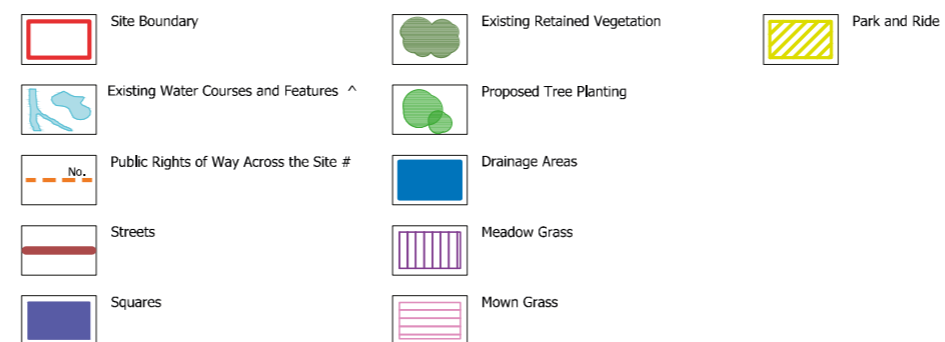 Site Boundary
Existing Water Courses and Features ^
No.
Public Rights of Way Across the Site #
Streets
Squares
Existing Retained Vegetation
Proposed Tree Planting
Drainage Areas
Meadow Grass
Mown Grass
Park and Ride